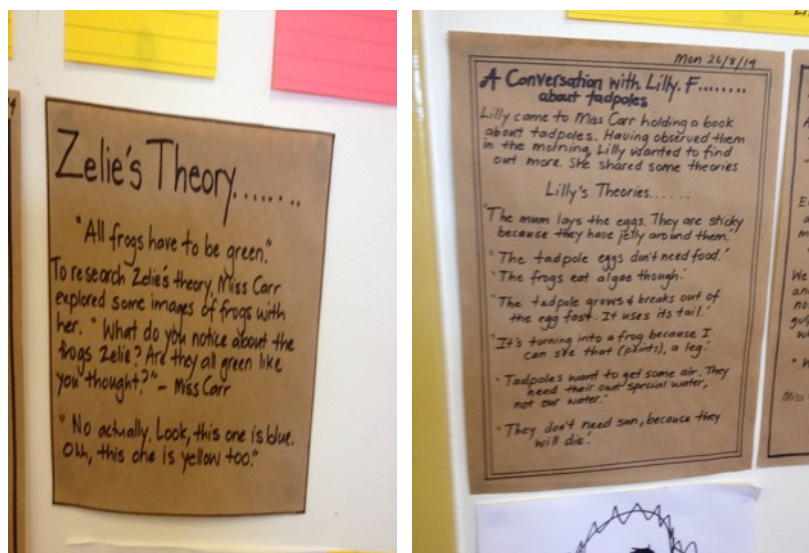 Zelie's Theory.......
"All frogs have to be green."
To research Zelie's theory, Miss Carr
explored some images of frogs with
her. "What do you notice about the
frogs Zelie? Are they all green like
you thought?" - Miss Carr
"No actually. Look, this one is blue.
Ohh, this one is yellow too."
Mon 26/8/19
A Conversation with Lilly. F........
about tadpoles
Lilly came to Miss Carr holding a book
about tadpoles. Having observed them
in the morning, Lilly wanted to find
out more. She shared some theories
Lilly's Theories......
"The mum lays the eggs. They are sticky
because they have jelly around them."
"The tadpole eggs don't need food."
"The frogs eat algae though."
"The tadpole grows & breaks out of
the egg fast. It uses its tail."
"It's turning into a frog because I
can see that (points), a leg."
"Tadpoles want to get some air. They
need their own special water,
not our water."
"They don't need sun, because they
will die."
We
Miss